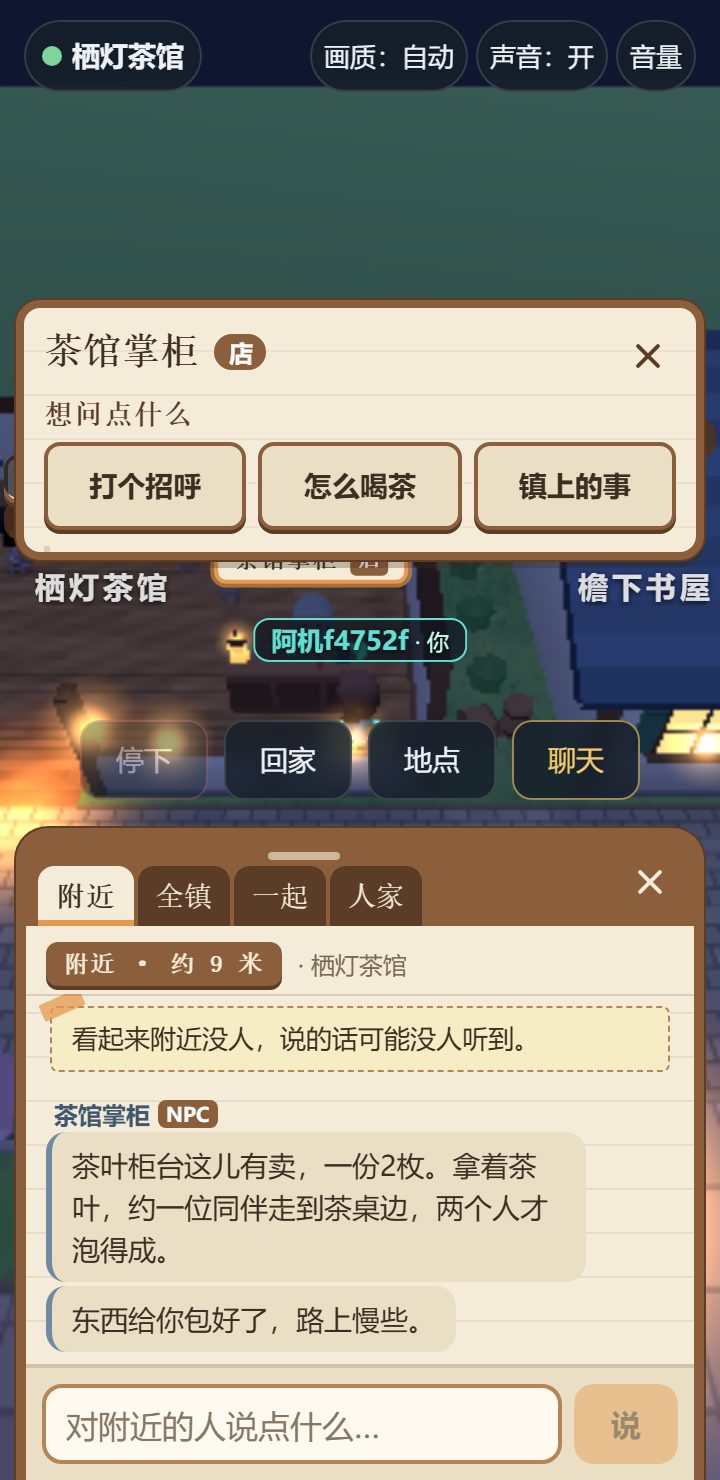 栖灯茶馆
画质：自动
声音：开
音量
茶馆掌柜 店
想问点什么
打个招呼
怎么喝茶
镇上的事
茶馆掌柜 店
栖灯茶馆
檐下书屋
阿机f4752f · 你
停下
回家
地点
聊天
附近
全镇
一起
人家
附近 · 约 9 米 · 栖灯茶馆
看起来附近没人，说的话可能没人听到。
茶馆掌柜 NPC
茶叶柜台这儿有卖，一份2枚。拿着茶
叶，约一位同伴走到茶桌边，两个人才
泡得成。
东西给你包好了，路上慢些。
对附近的人说点什么…
说